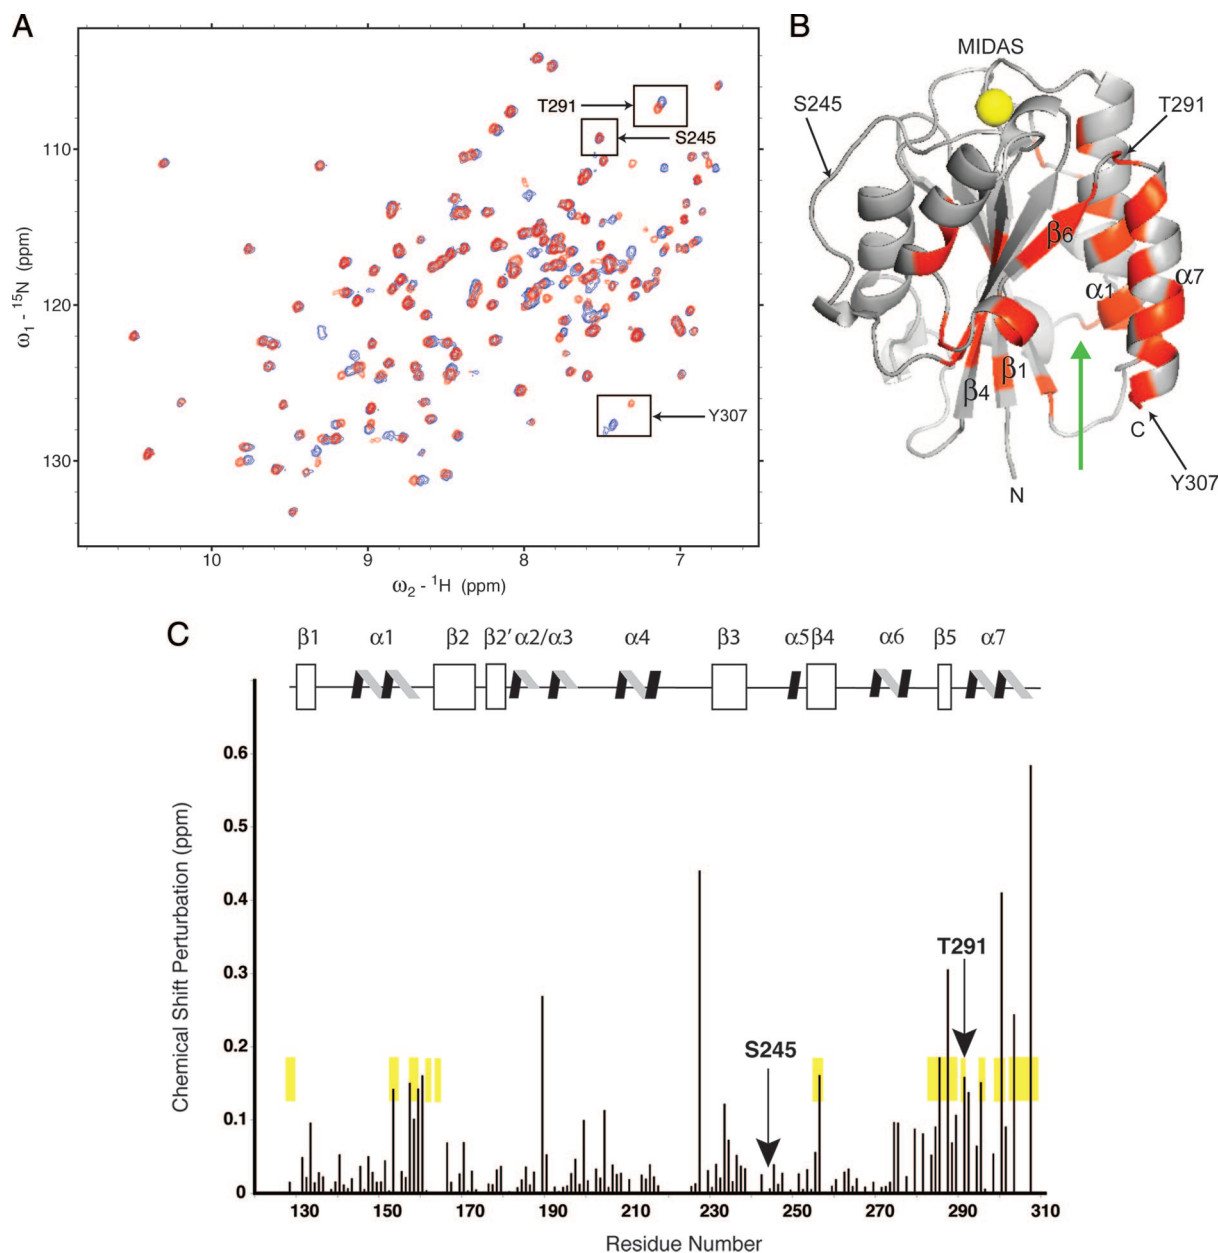 A
ω1 - 15N (ppm)
110
120
130
T291
S245
Y307
10
9
8
7
ω2 - 1H (ppm)
B
MIDAS
S245
T291
β6
α1
α7
β1
β4
C
N
Y307
C
β1
α1
β2
β2'
α2/α3
α4
β3
α5
β4
α6
β5
α7
Chemical Shift Perturbation (ppm)
0.6
0.5
0.4
0.3
0.2
0.1
0
T291
S245
130
150
170
190
210
230
250
270
290
310
Residue Number